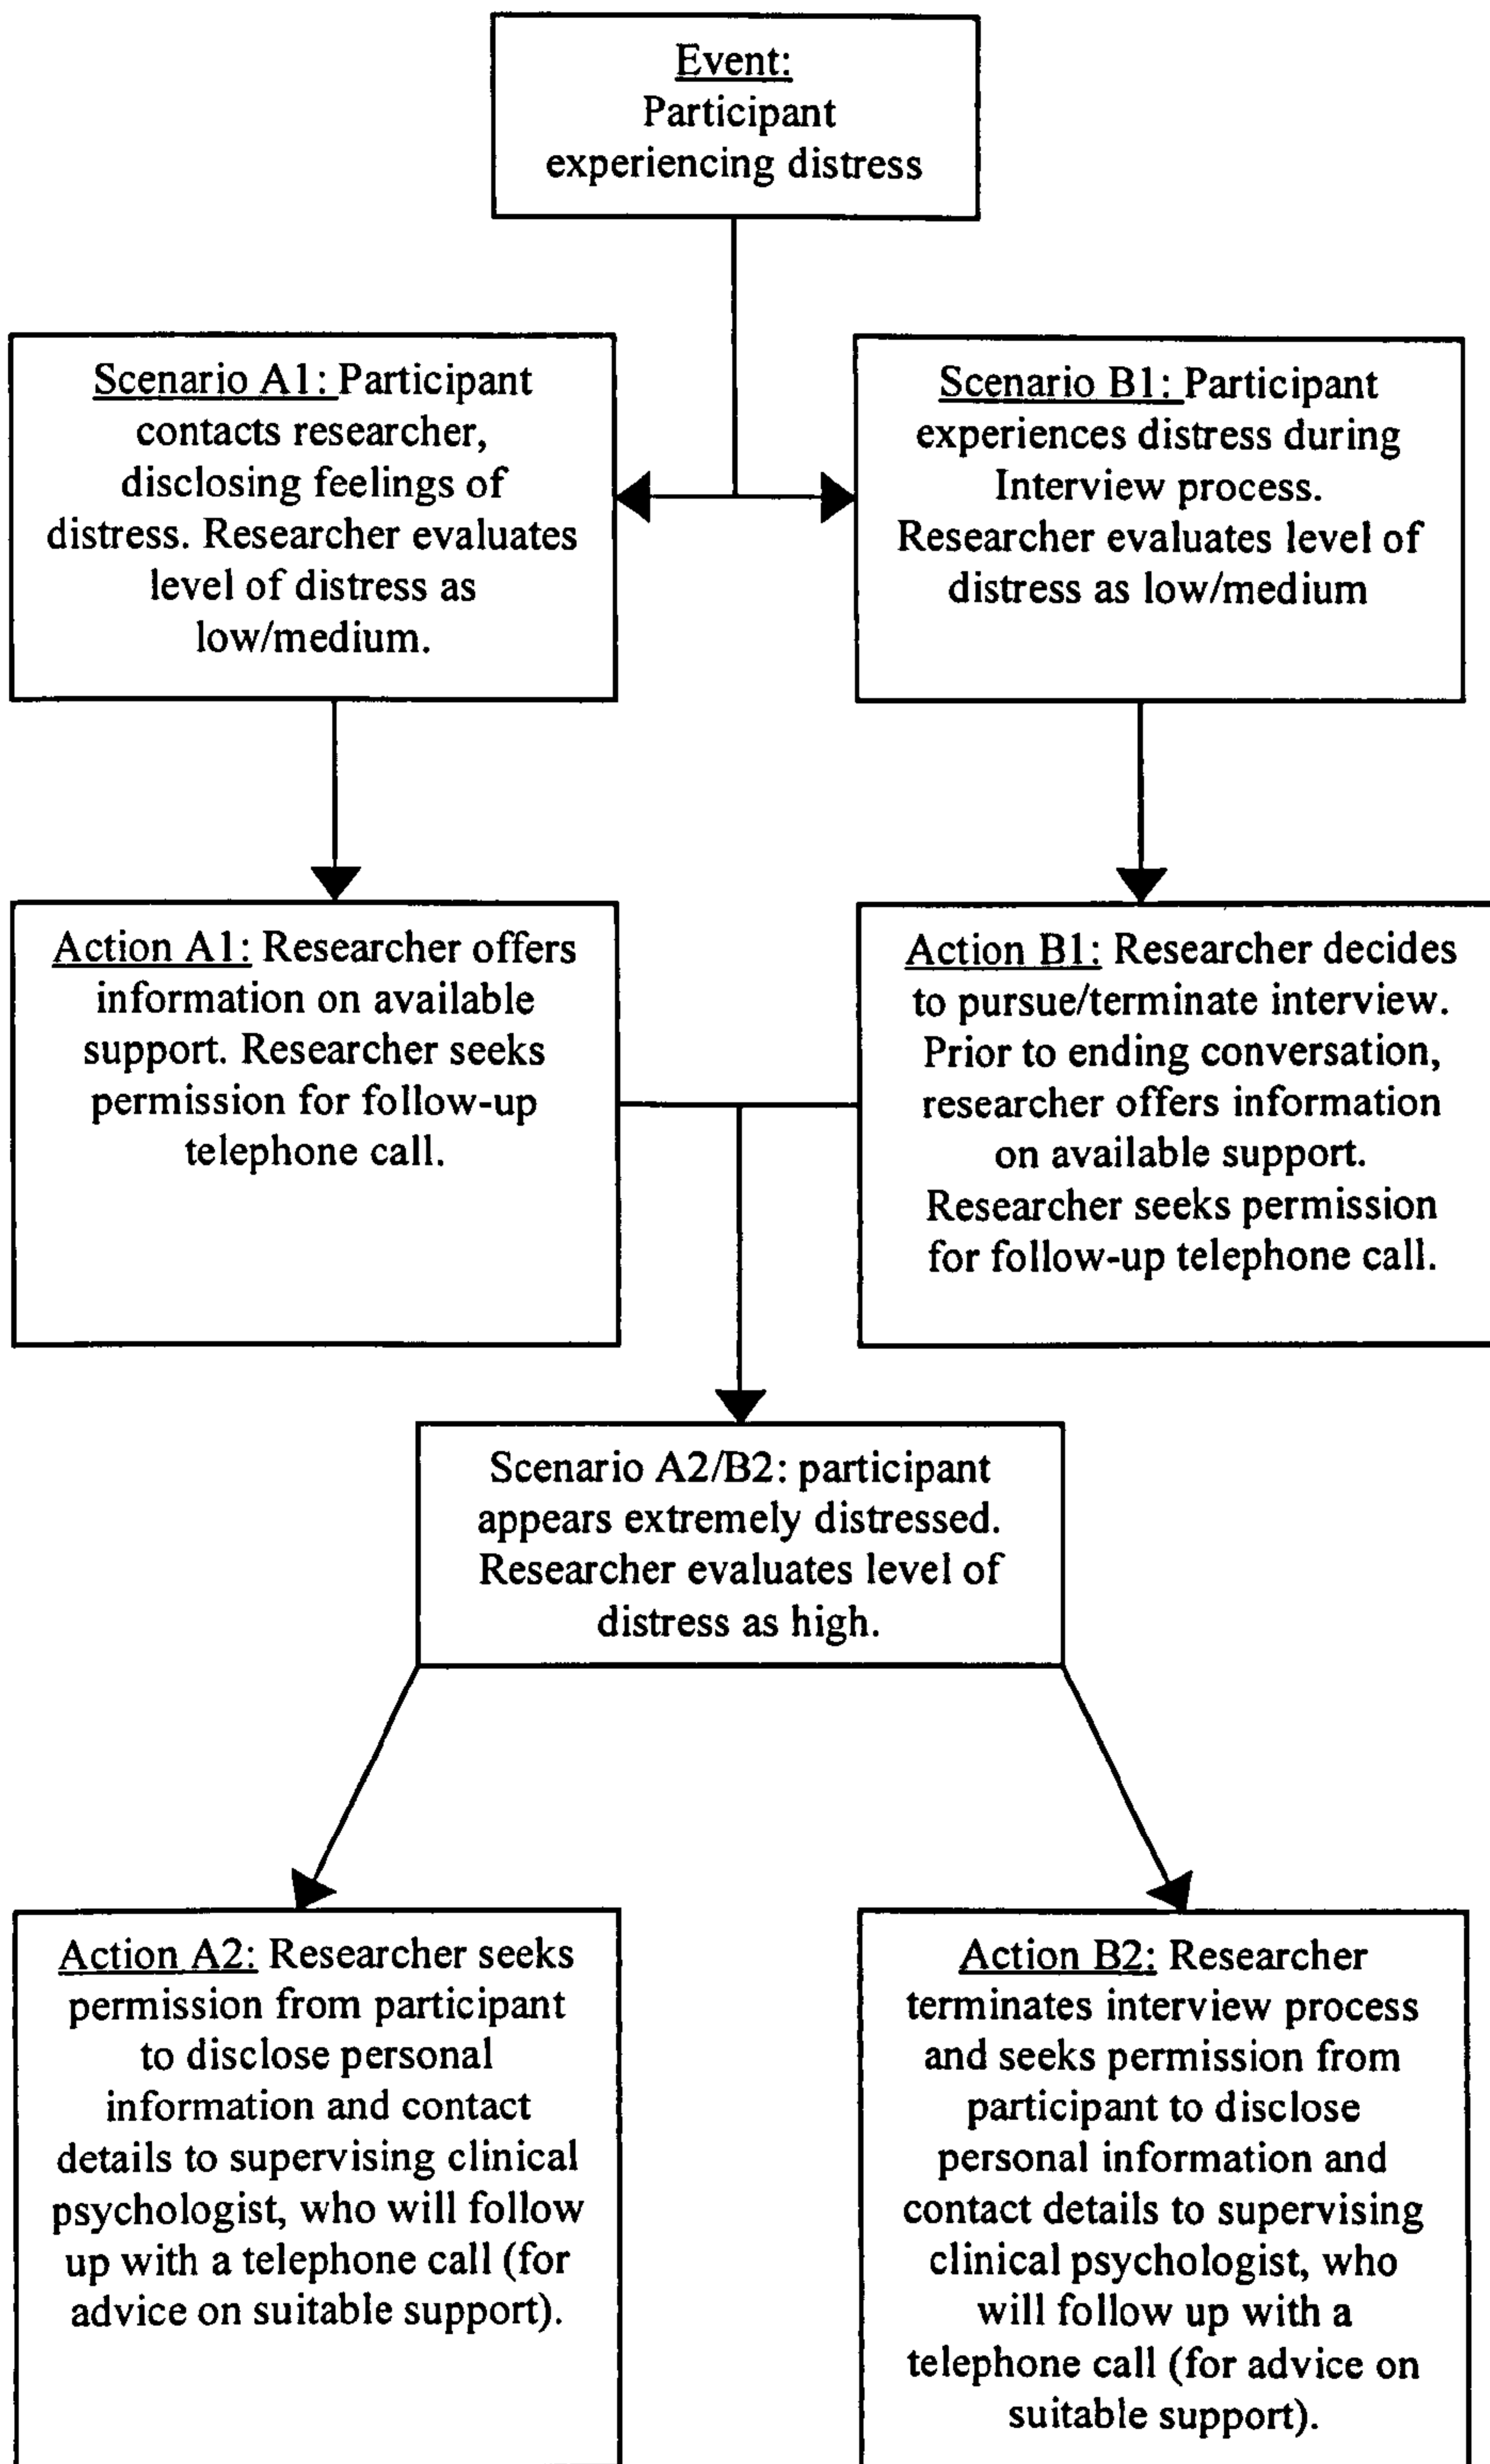 Event:
Participant
experiencing distress
Scenario A1: Participant
contacts researcher,
disclosing feelings of
distress. Researcher evaluates
level of distress as
low/medium.
Scenario B1: Participant
experiences distress during
Interview process.
Researcher evaluates level of
distress as low/medium
Action A1: Researcher offers
information on available
support. Researcher seeks
permission for follow-up
telephone call.
Action B1: Researcher decides
to pursue/terminate interview.
Prior to ending conversation,
researcher offers information
on available support.
Researcher seeks permission
for follow-up telephone call.
Scenario A2/B2: participant
appears extremely distressed.
Researcher evaluates level of
distress as high.
Action A2: Researcher seeks
permission from participant
to disclose personal
information and contact
details to supervising clinical
psychologist, who will follow
up with a telephone call (for
advice on suitable support).
Action B2: Researcher
terminates interview process
and seeks permission from
participant to disclose
personal information and
contact details to supervising
clinical psychologist, who
will follow up with a
telephone call (for advice on
suitable support).